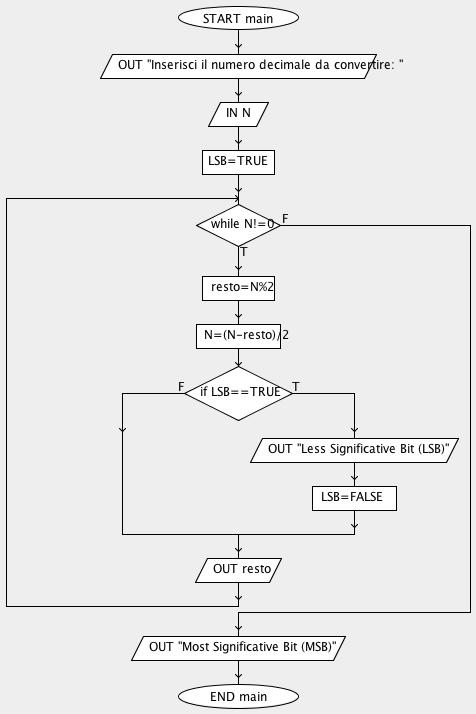 START main
OUT "Inserisci il numero decimale da convertire: "
IN N
LSB=TRUE
while N!=0
F
T
resto=N%2
N=(N-resto)/2
F
if LSB==TRUE
T
OUT "Less Significative Bit (LSB)"
LSB=FALSE
OUT resto
OUT "Most Significative Bit (MSB)"
END main